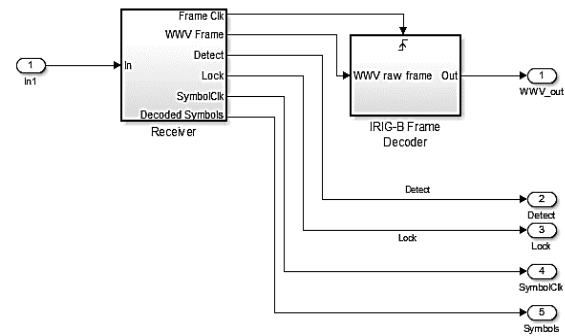 Frame Clk
WWV Frame
Detect
Lock
SymbolClk
Decoded Symbols
In
Receiver
1
In1
WWV raw frame Out
IRIG-B Frame
Decoder
1
WWV_out
Detect
2
Detect
Lock
3
Lock
4
SymbolClk
5
Symbols